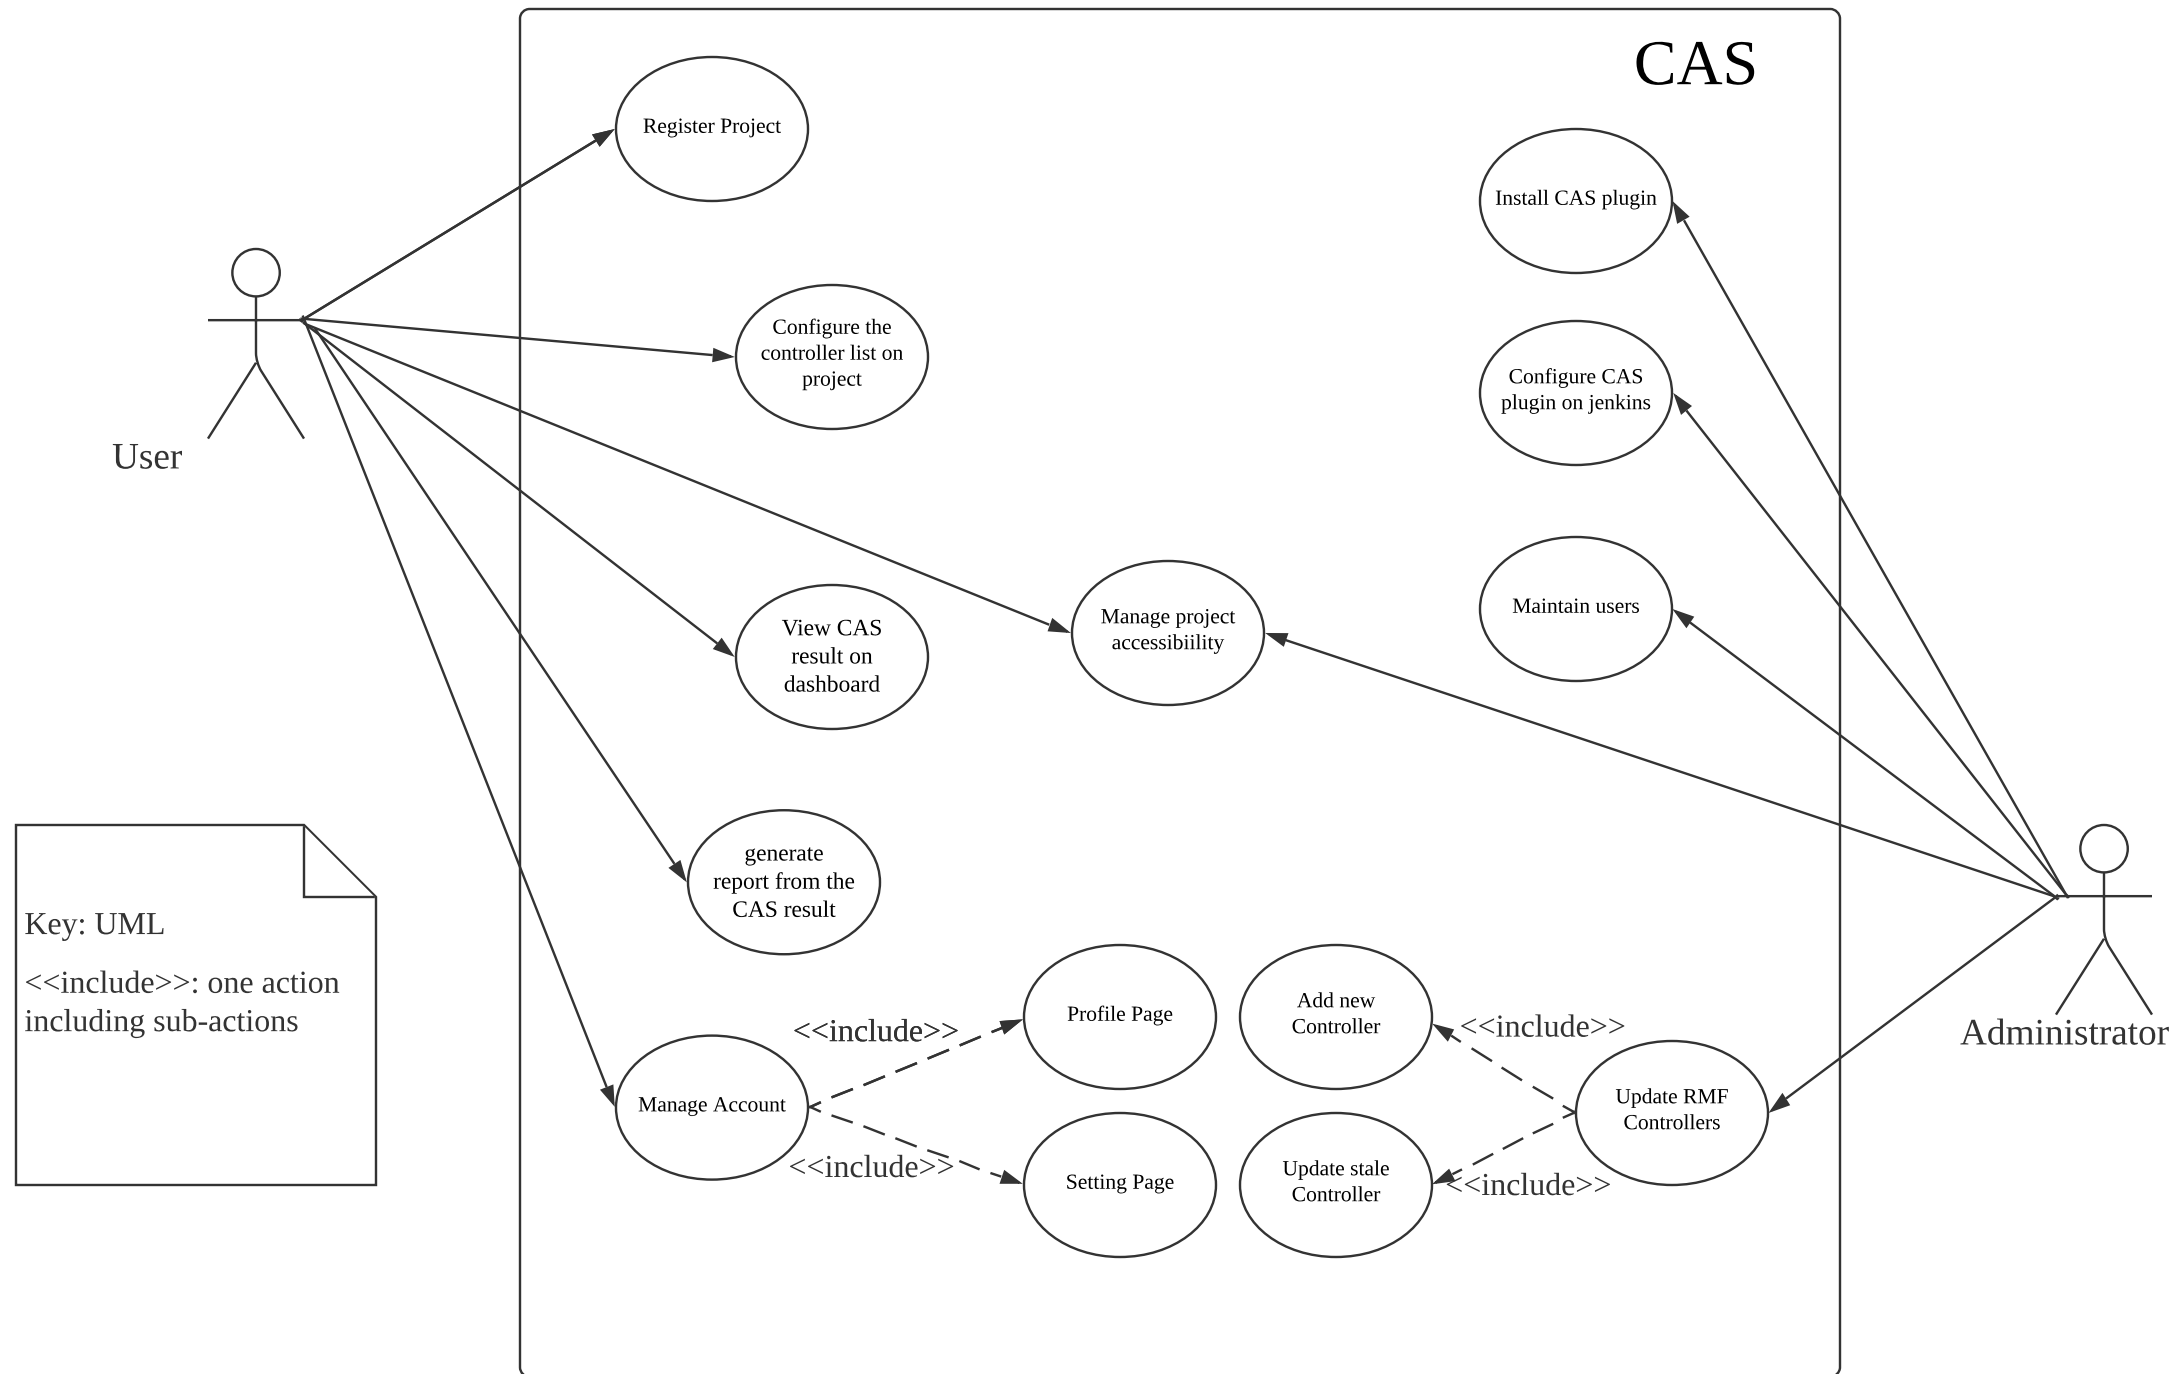 CAS
Register Project
Install CAS plugin
Configure the
controller list on
project
Configure CAS
plugin on jenkins
User
Manage project
accessibiility
Maintain users
View CAS
result on
dashboard
generate
report from the
CAS result
Key: UML
<<include>>: one action
including sub-actions
Profile Page
Add new
Controller
<<include>>
<<include>>
Administrator
Manage Account
Update RMF
Controllers
<<include>>
Setting Page
Update stale
Controller
<<include>>